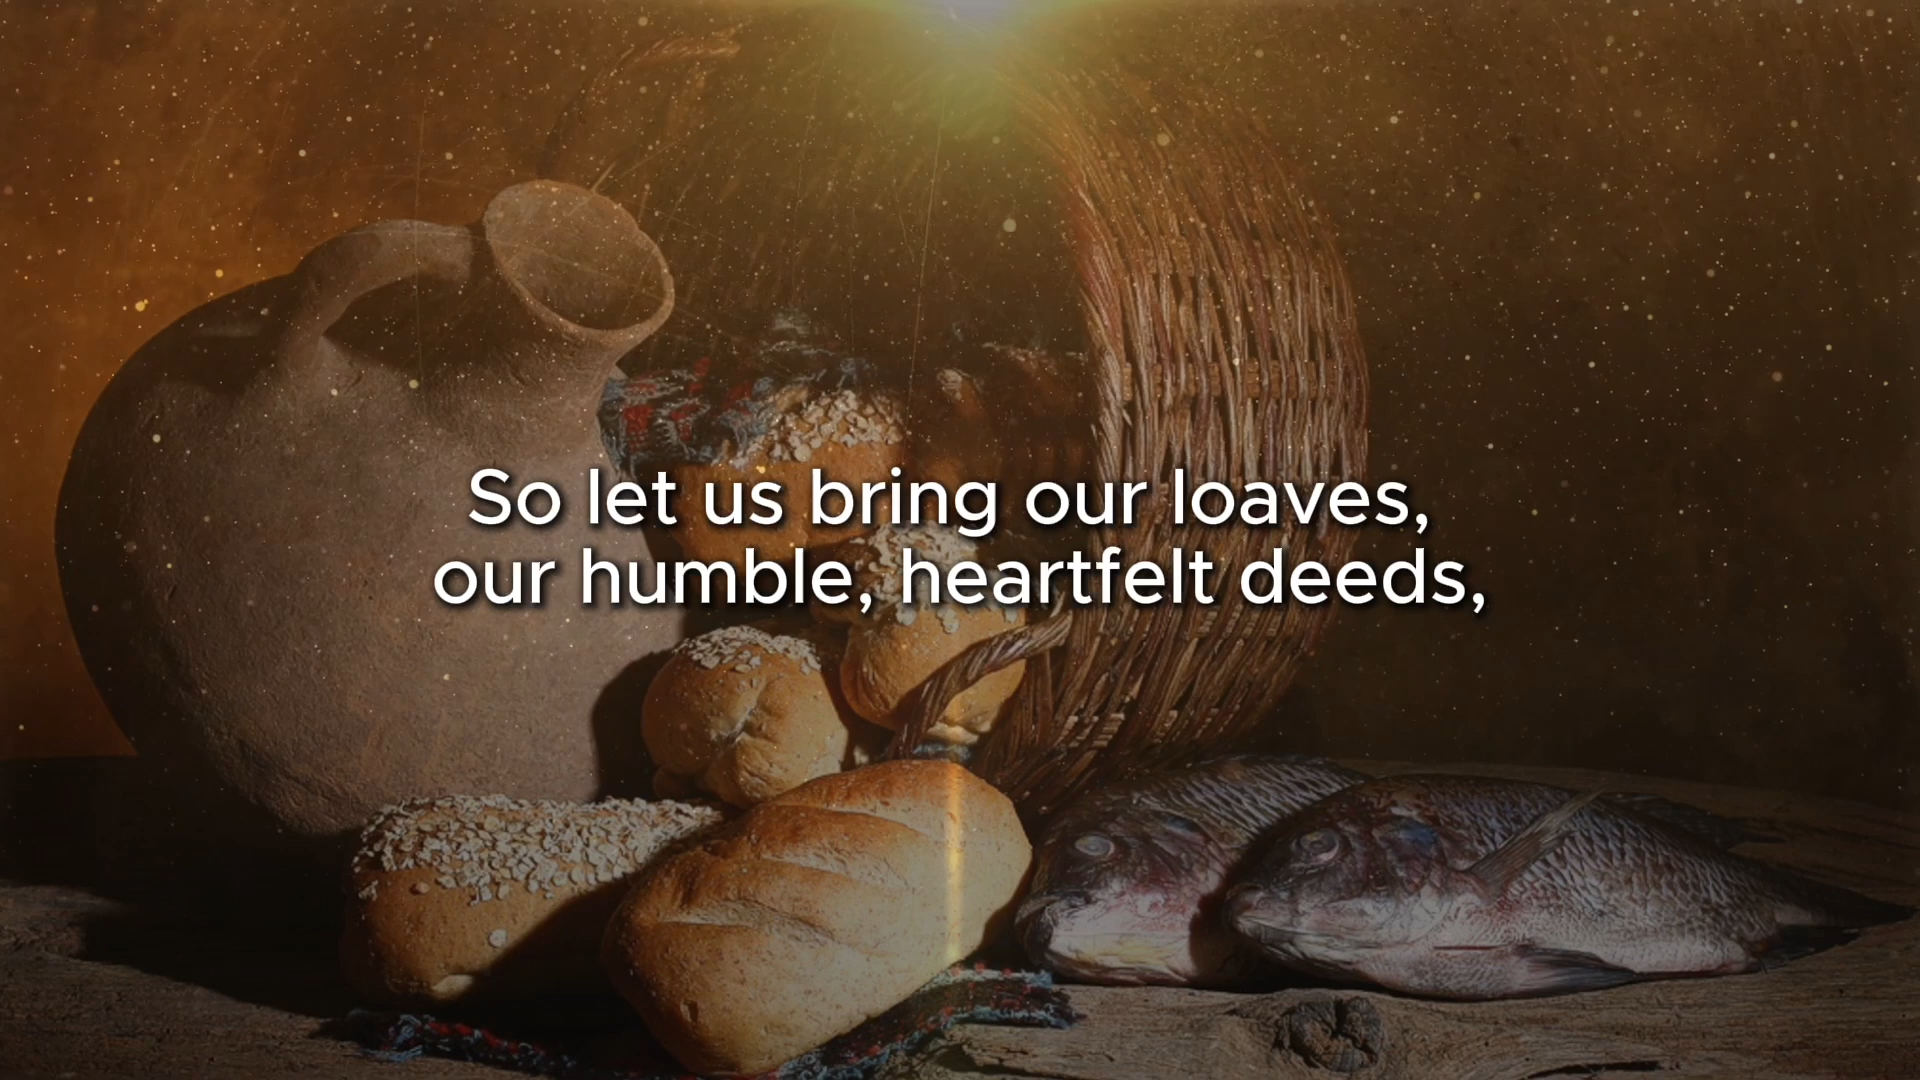 So let us bring our loaves,
our humble, heartfelt deeds,